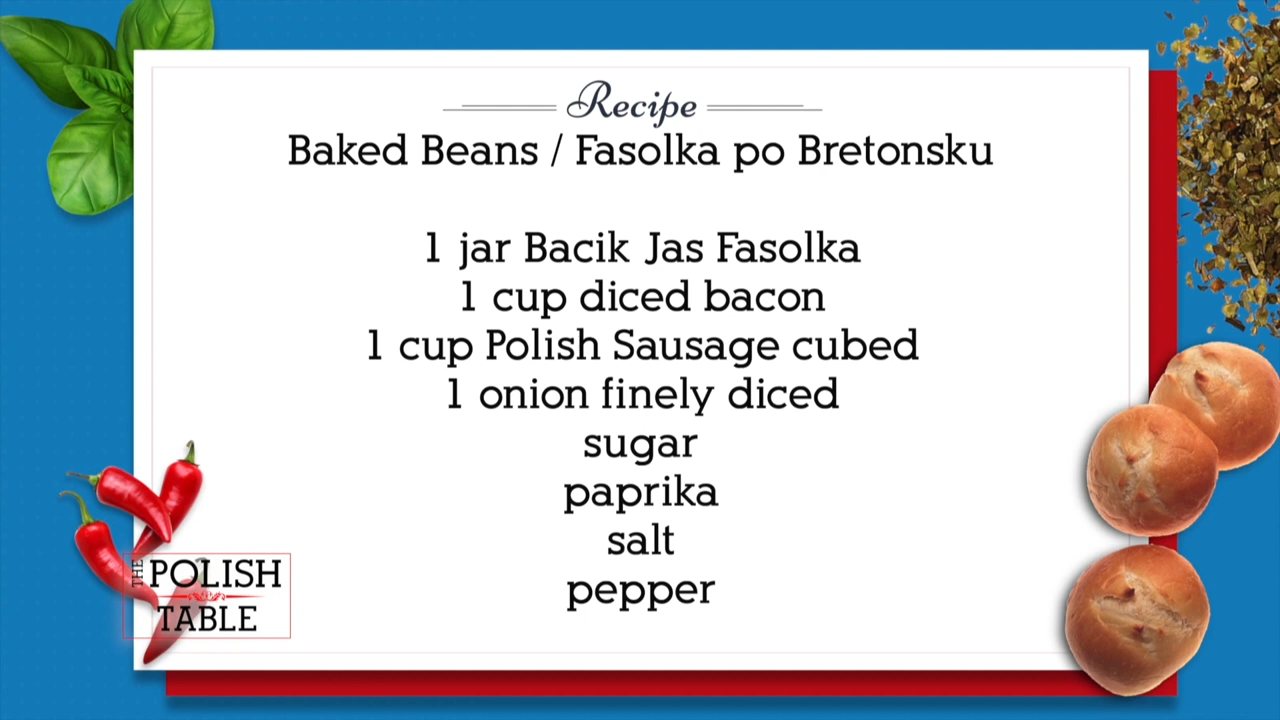 Recipe
Baked Beans / Fasolka po Bretonsku
1 jar Bacik Jas Fasolka
1 cup diced bacon
1 cup Polish Sausage cubed
1 onion finely diced
sugar
paprika
salt
pepper
THE POLISH
TABLE